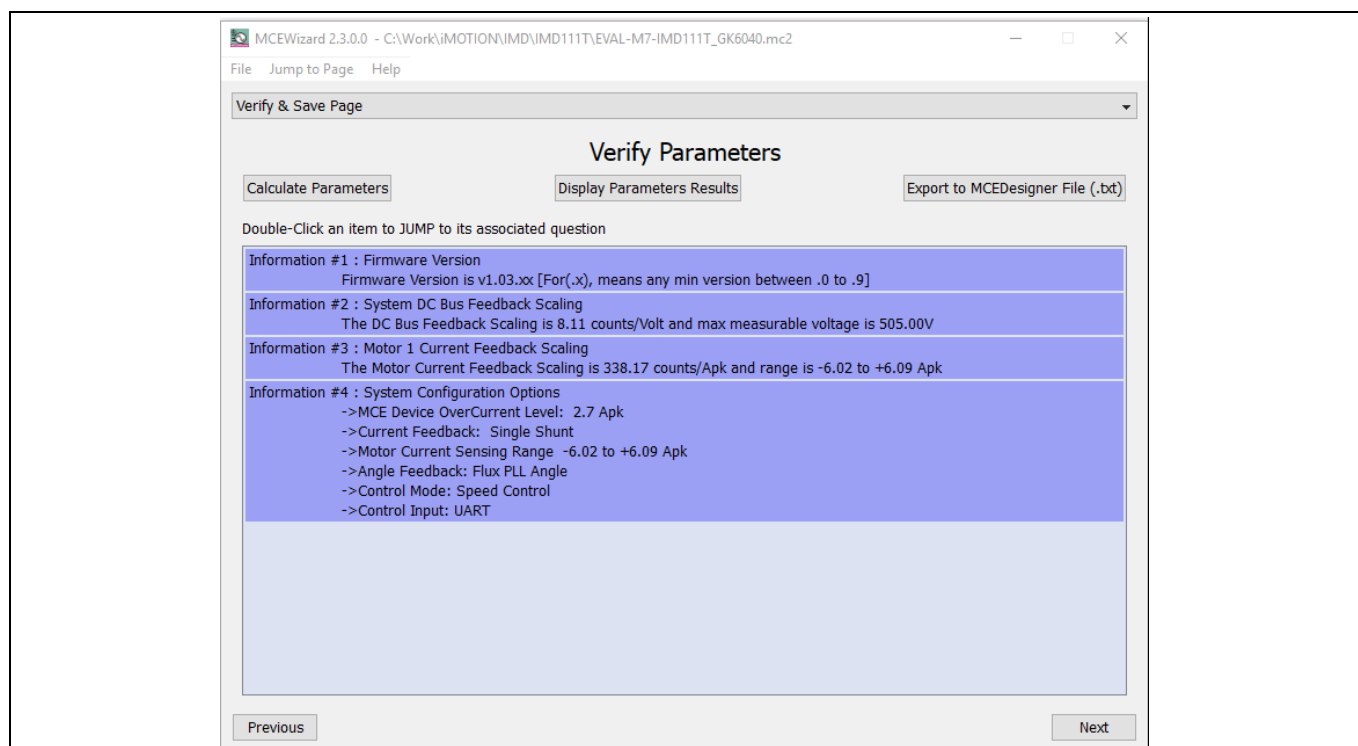 MCEWizard 2.3.0.0 - C:\Work\iMOTION\IMD\IMD111T\EVAL-M7-IMD111T_GK6040.mc2
File Jump to Page Help
Verify & Save Page
Verify Parameters
Calculate Parameters Display Parameters Results Export to MCEDesigner File (.txt)
Double-Click an item to JUMP to its associated question
Information #1 : Firmware Version
Firmware Version is v1.03.xx [For(.x), means any min version between .0 to .9]
Information #2 : System DC Bus Feedback Scaling
The DC Bus Feedback Scaling is 8.11 counts/Volt and max measurable voltage is 505.00V
Information #3 : Motor 1 Current Feedback Scaling
The Motor Current Feedback Scaling is 338.17 counts/Apk and range is -6.02 to +6.09 Apk
Information #4 : System Configuration Options
->MCE Device OverCurrent Level: 2.7 Apk
->Current Feedback: Single Shunt
->Motor Current Sensing Range -6.02 to +6.09 Apk
->Angle Feedback: Flux PLL Angle
->Control Mode: Speed Control
->Control Input: UART
Previous Next